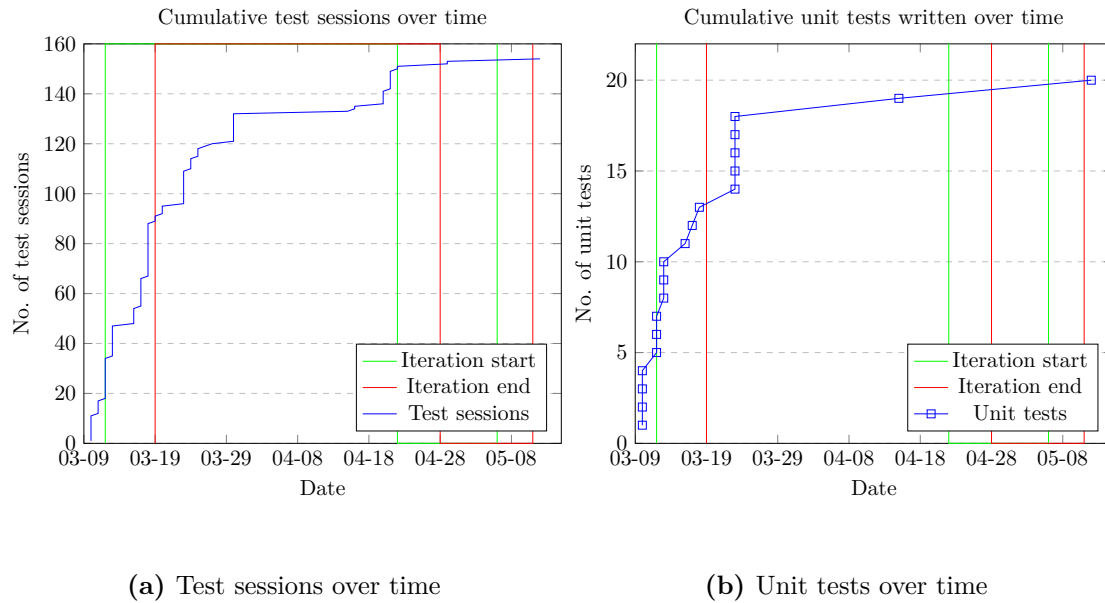 Cumulative test sessions over time
160
140
120
100
80
60
40
20
0
No. of test sessions
03-09 03-19 03-29 04-08 04-18 04-28 05-08
Date
Iteration start
Iteration end
Test sessions
(a) Test sessions over time
Cumulative unit tests written over time
20
15
10
5
0
No. of unit tests
03-09 03-19 03-29 04-08 04-18 04-28 05-08
Date
Iteration start
Iteration end
Unit tests
(b) Unit tests over time